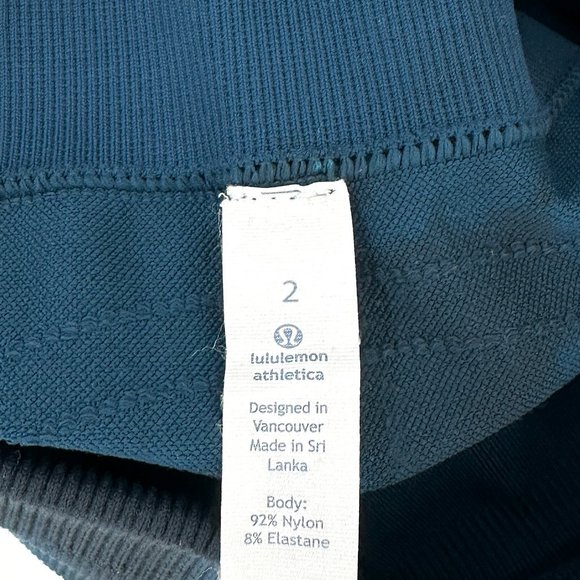 2
lululemon
athletica
Designed in
Vancouver
Made in Sri
Lanka
Body:
92% Nylon
8% Elastane